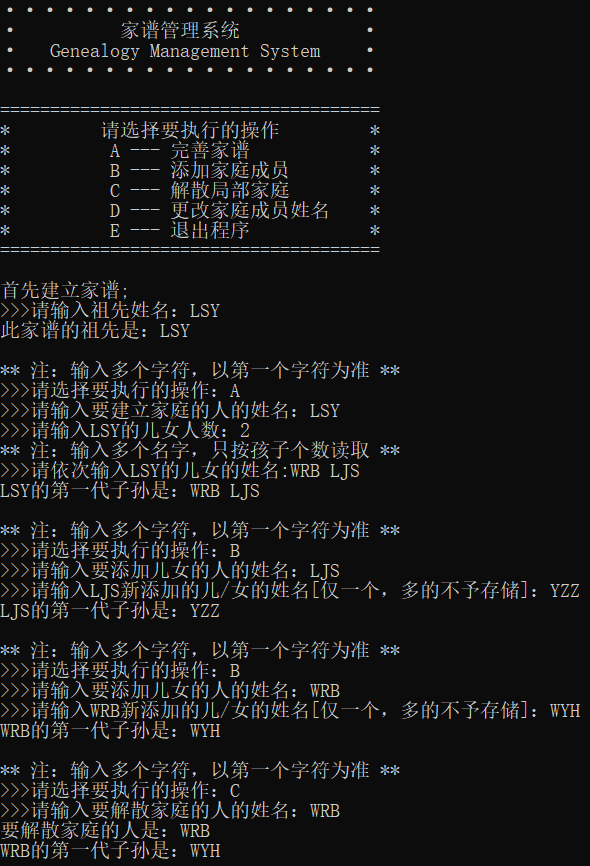 家谱管理系统
Genealogy Management System
======================================
* 请选择要执行的操作 *
* A --- 完善家谱 *
* B --- 添加家庭成员 *
* C --- 解散局部家庭 *
* D --- 更改家庭成员姓名 *
* E --- 退出程序 *
======================================
首先建立家谱;
>>>请输入祖先姓名: LSY
此家谱的祖先是: LSY
** 注: 输入多个字符, 以第一个字符为准 **
>>>请选择要执行的操作: A
>>>请输入要建立家庭的人的姓名: LSY
>>>请输入LSY的儿女人数: 2
** 注: 输入多个名字, 只按孩子个数读取 **
>>>请依次输入LSY的儿女的姓名:WRB LJS
LSY的第一代子孙是: WRB LJS
** 注: 输入多个字符, 以第一个字符为准 **
>>>请选择要执行的操作: B
>>>请输入要添加儿女的人的姓名: LJS
>>>请输入LJS新添加的儿/女的姓名[仅一个, 多的不予存储]: YZZ
LJS的第一代子孙是: YZZ
** 注: 输入多个字符, 以第一个字符为准 **
>>>请选择要执行的操作: B
>>>请输入要添加儿女的人的姓名: WRB
>>>请输入WRB新添加的儿/女的姓名[仅一个, 多的不予存储]: WYH
WRB的第一代子孙是: WYH
** 注: 输入多个字符, 以第一个字符为准 **
>>>请选择要执行的操作: C
>>>请输入要解散家庭的人的姓名: WRB
要解散家庭的人是: WRB
WRB的第一代子孙是: WYH